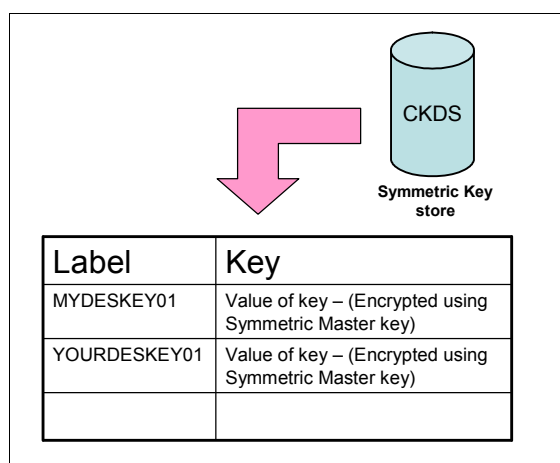 CKDS
Symmetric Key
store
Label Key
MYDESKEY01 Value of key – (Encrypted using
Symmetric Master key)
YOURDESKEY01 Value of key – (Encrypted using
Symmetric Master key)